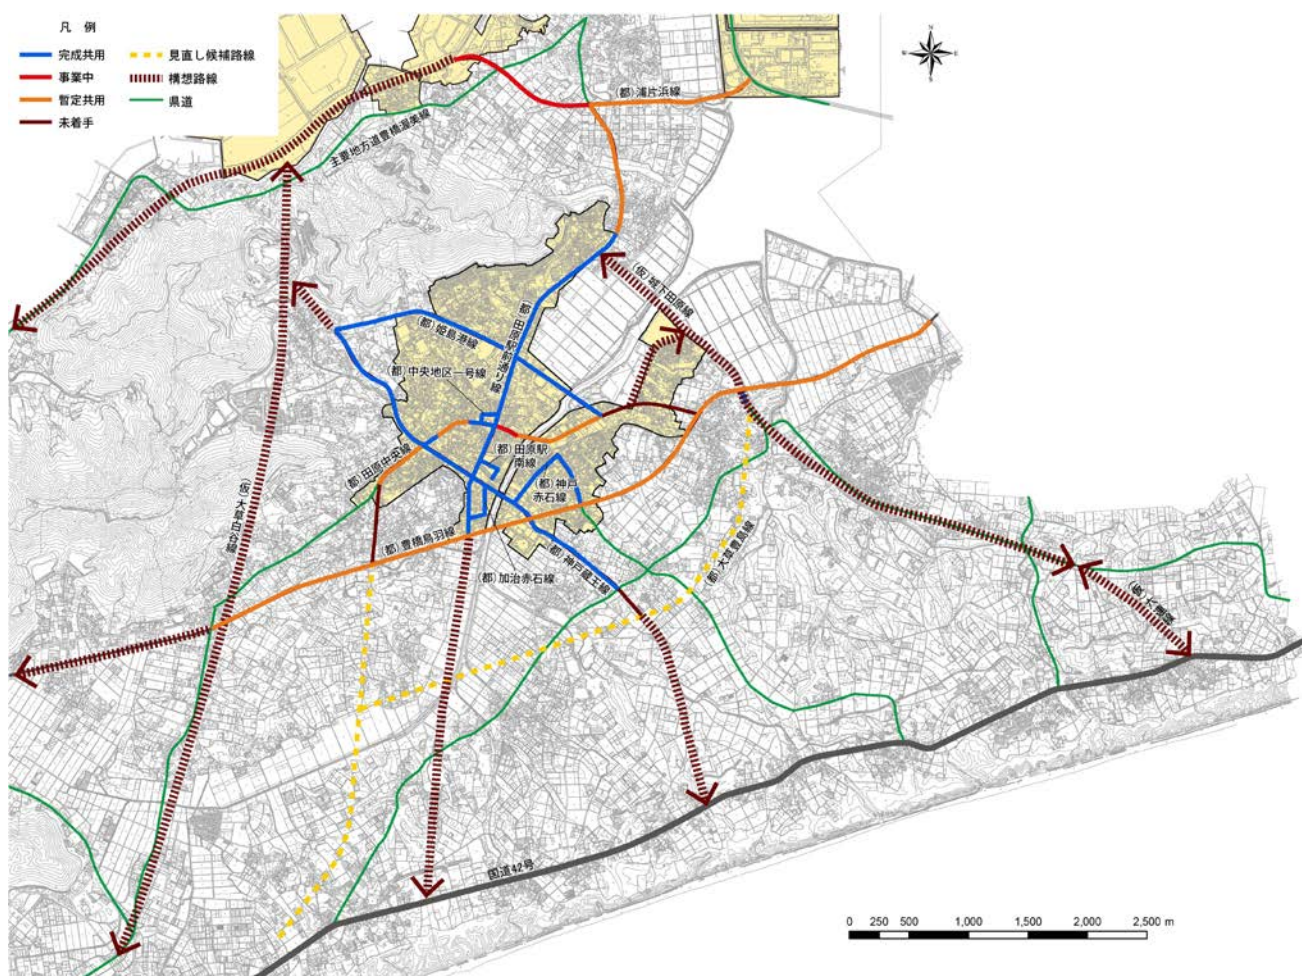 凡 例
完成共用
事業中
暫定共用
未着手
見直し候補路線
構想路線
県道
N
W
E
S
(都)浦片浜線
主要地方道豊橋渥美線
(仮)城下田原線
(都)田原駅前通り線
(都)姫島港線
(都)中央地区一号線
(都)田原中央線
(都)田原駅
南線
(都)神戸
赤石線
(仮)大草白谷線
(都)豊橋鳥羽線
(都)神戸蔵王線
(都)加治赤石線
(都)大草豊島線
国道42号
0 250 500 1,000 1,500 2,000 2,500 m